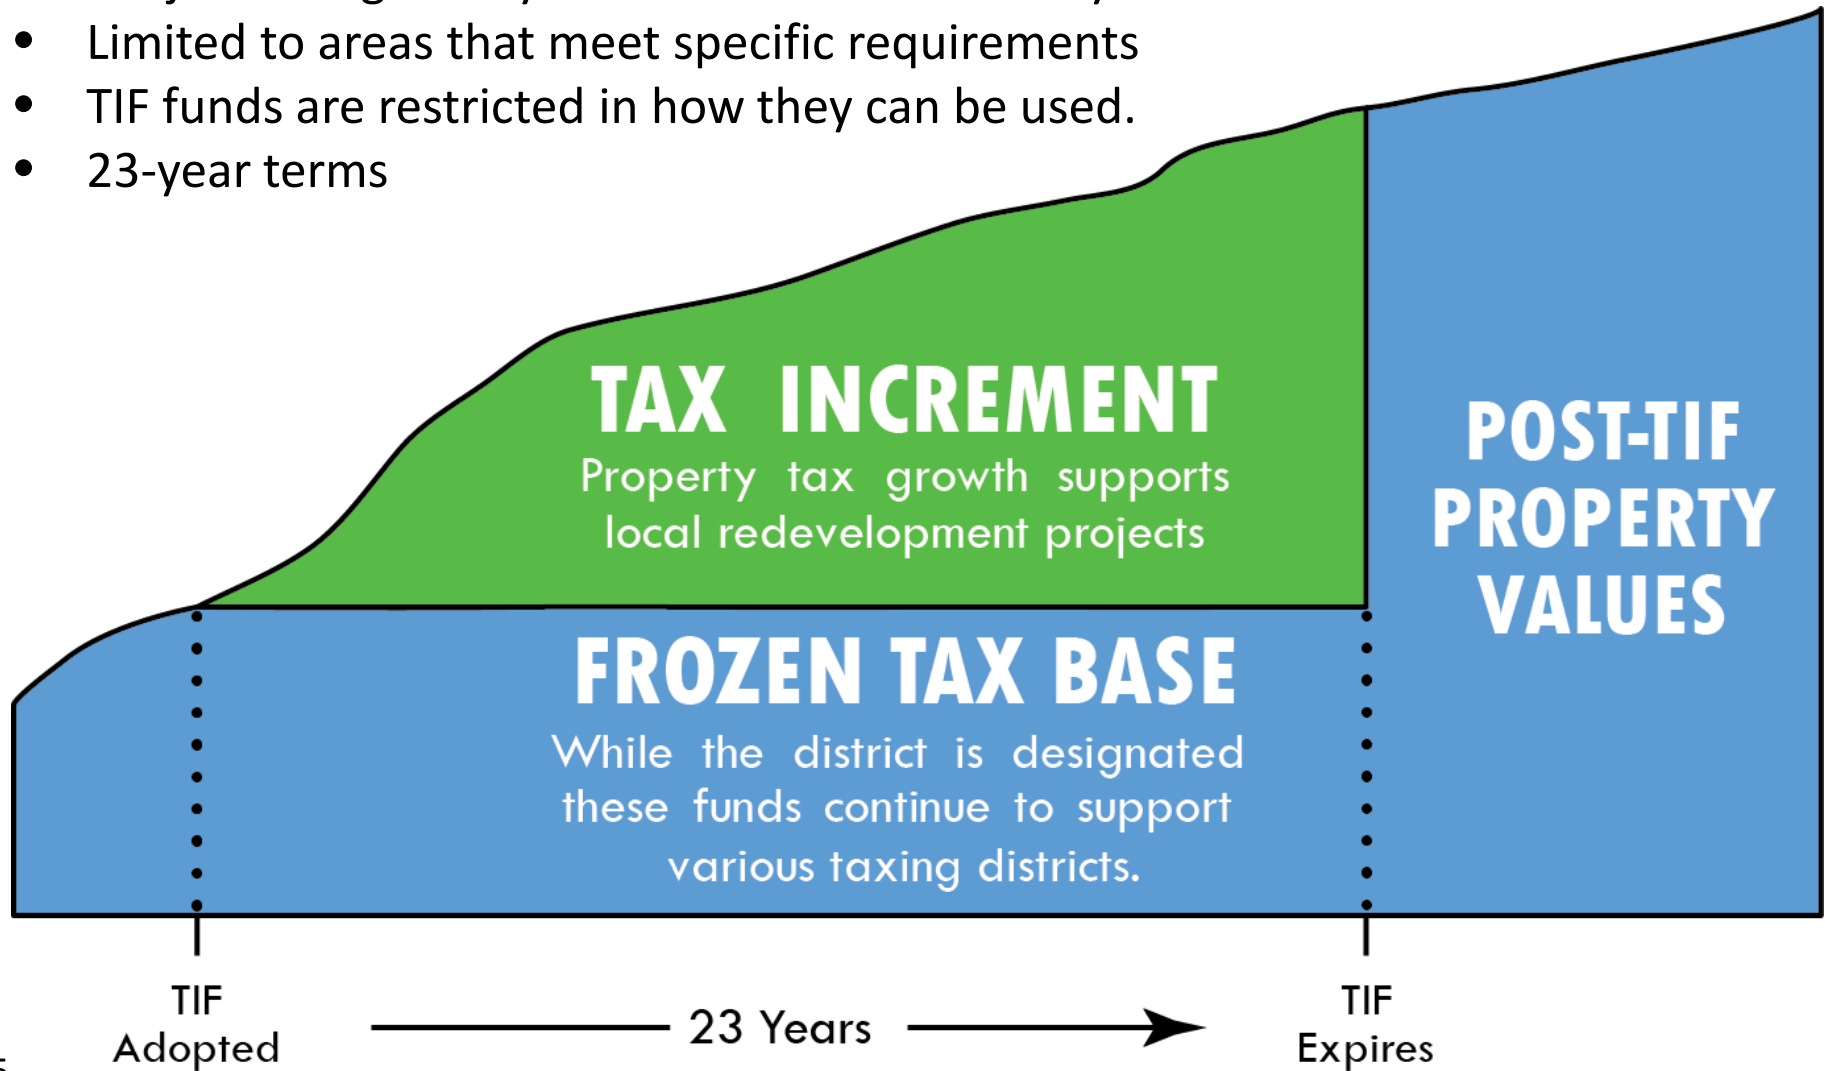 • Limited to areas that meet specific requirements
• TIF funds are restricted in how they can be used.
• 23-year terms
TAX INCREMENT
Property tax growth supports
local redevelopment projects
POST-TIF
PROPERTY
VALUES
FROZEN TAX BASE
While the district is designated
these funds continue to support
various taxing districts.
TIF
Adopted
23 Years
TIF
Expires